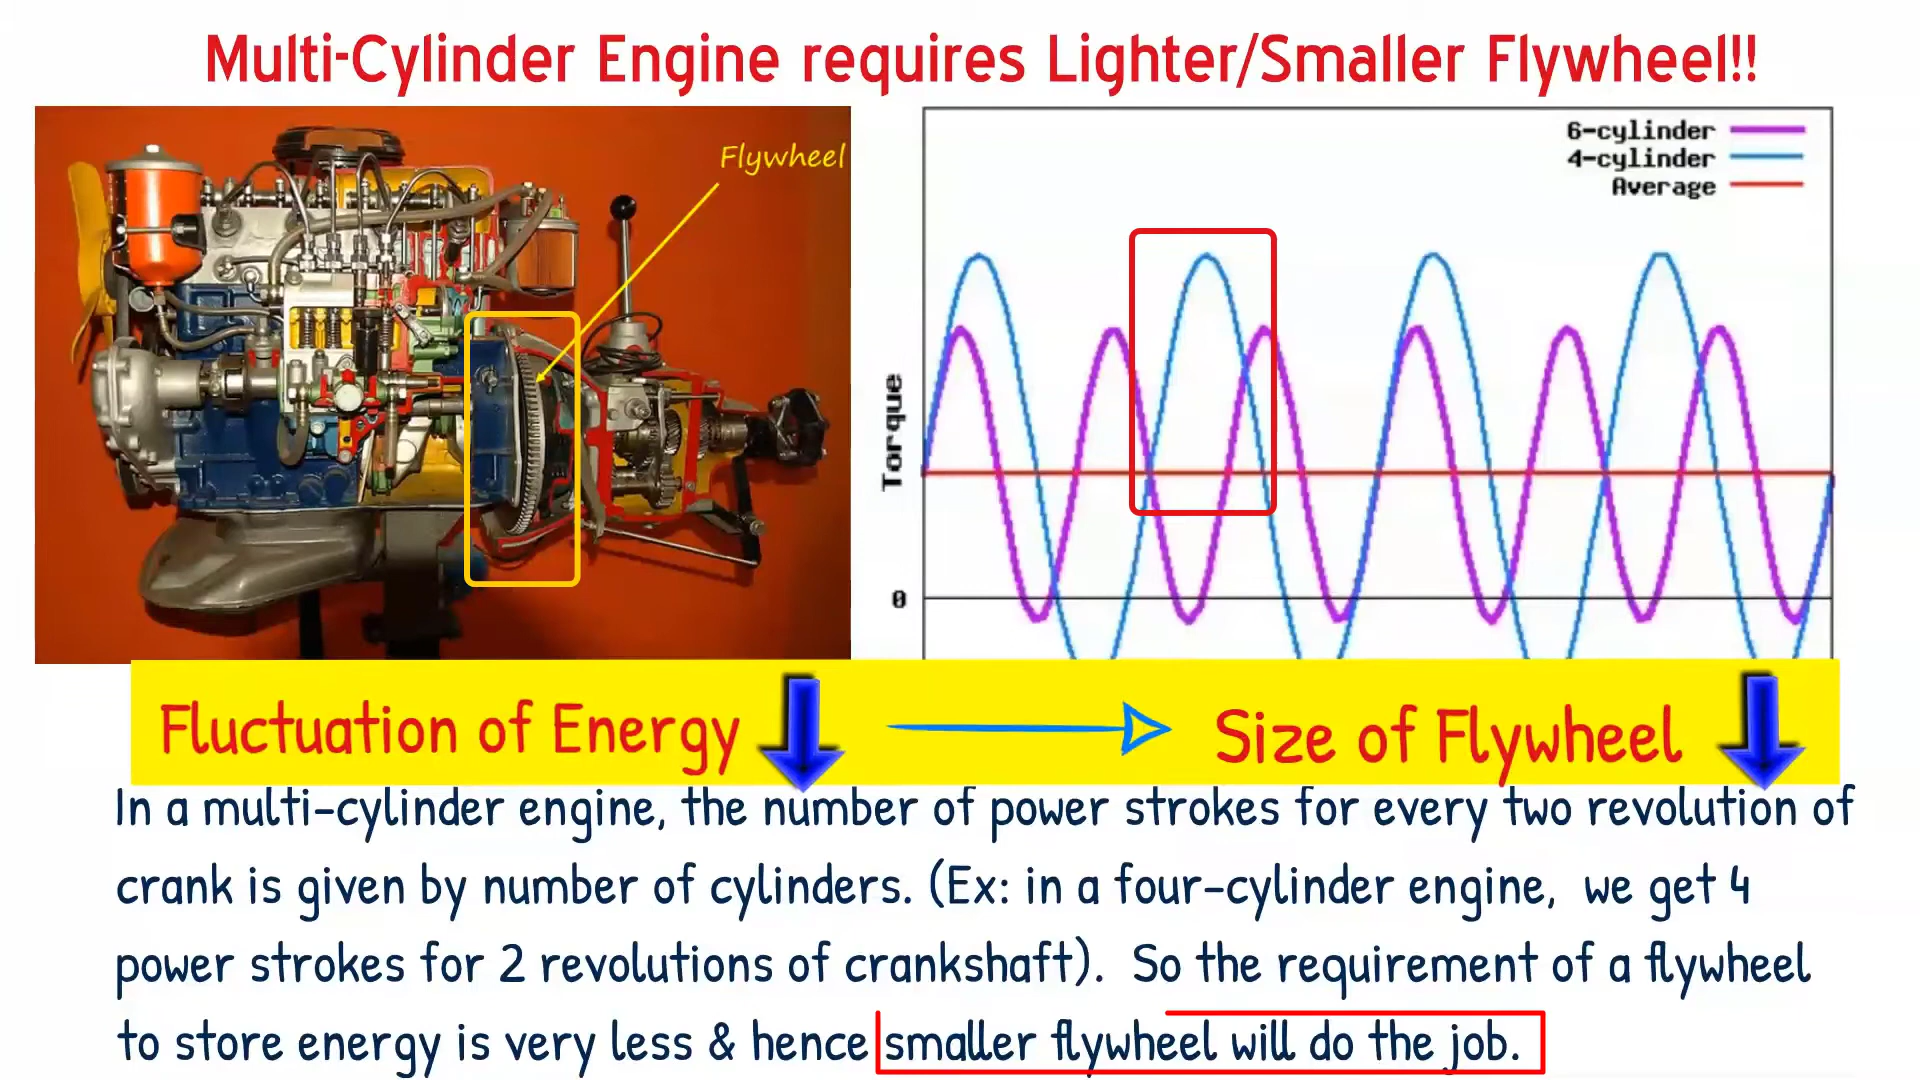 Multi-Cylinder Engine requires Lighter/Smaller Flywheel!!
Flywheel
6-cylinder
4-cylinder
Average
Torque
0
Fluctuation of Energy
Size of Flywheel
In a multi-cylinder engine, the number of power strokes for every two revolution of
crank is given by number of cylinders. (Ex: in a four-cylinder engine, we get 4
power strokes for 2 revolutions of crankshaft). So the requirement of a flywheel
to store energy is very less & hence smaller flywheel will do the job.